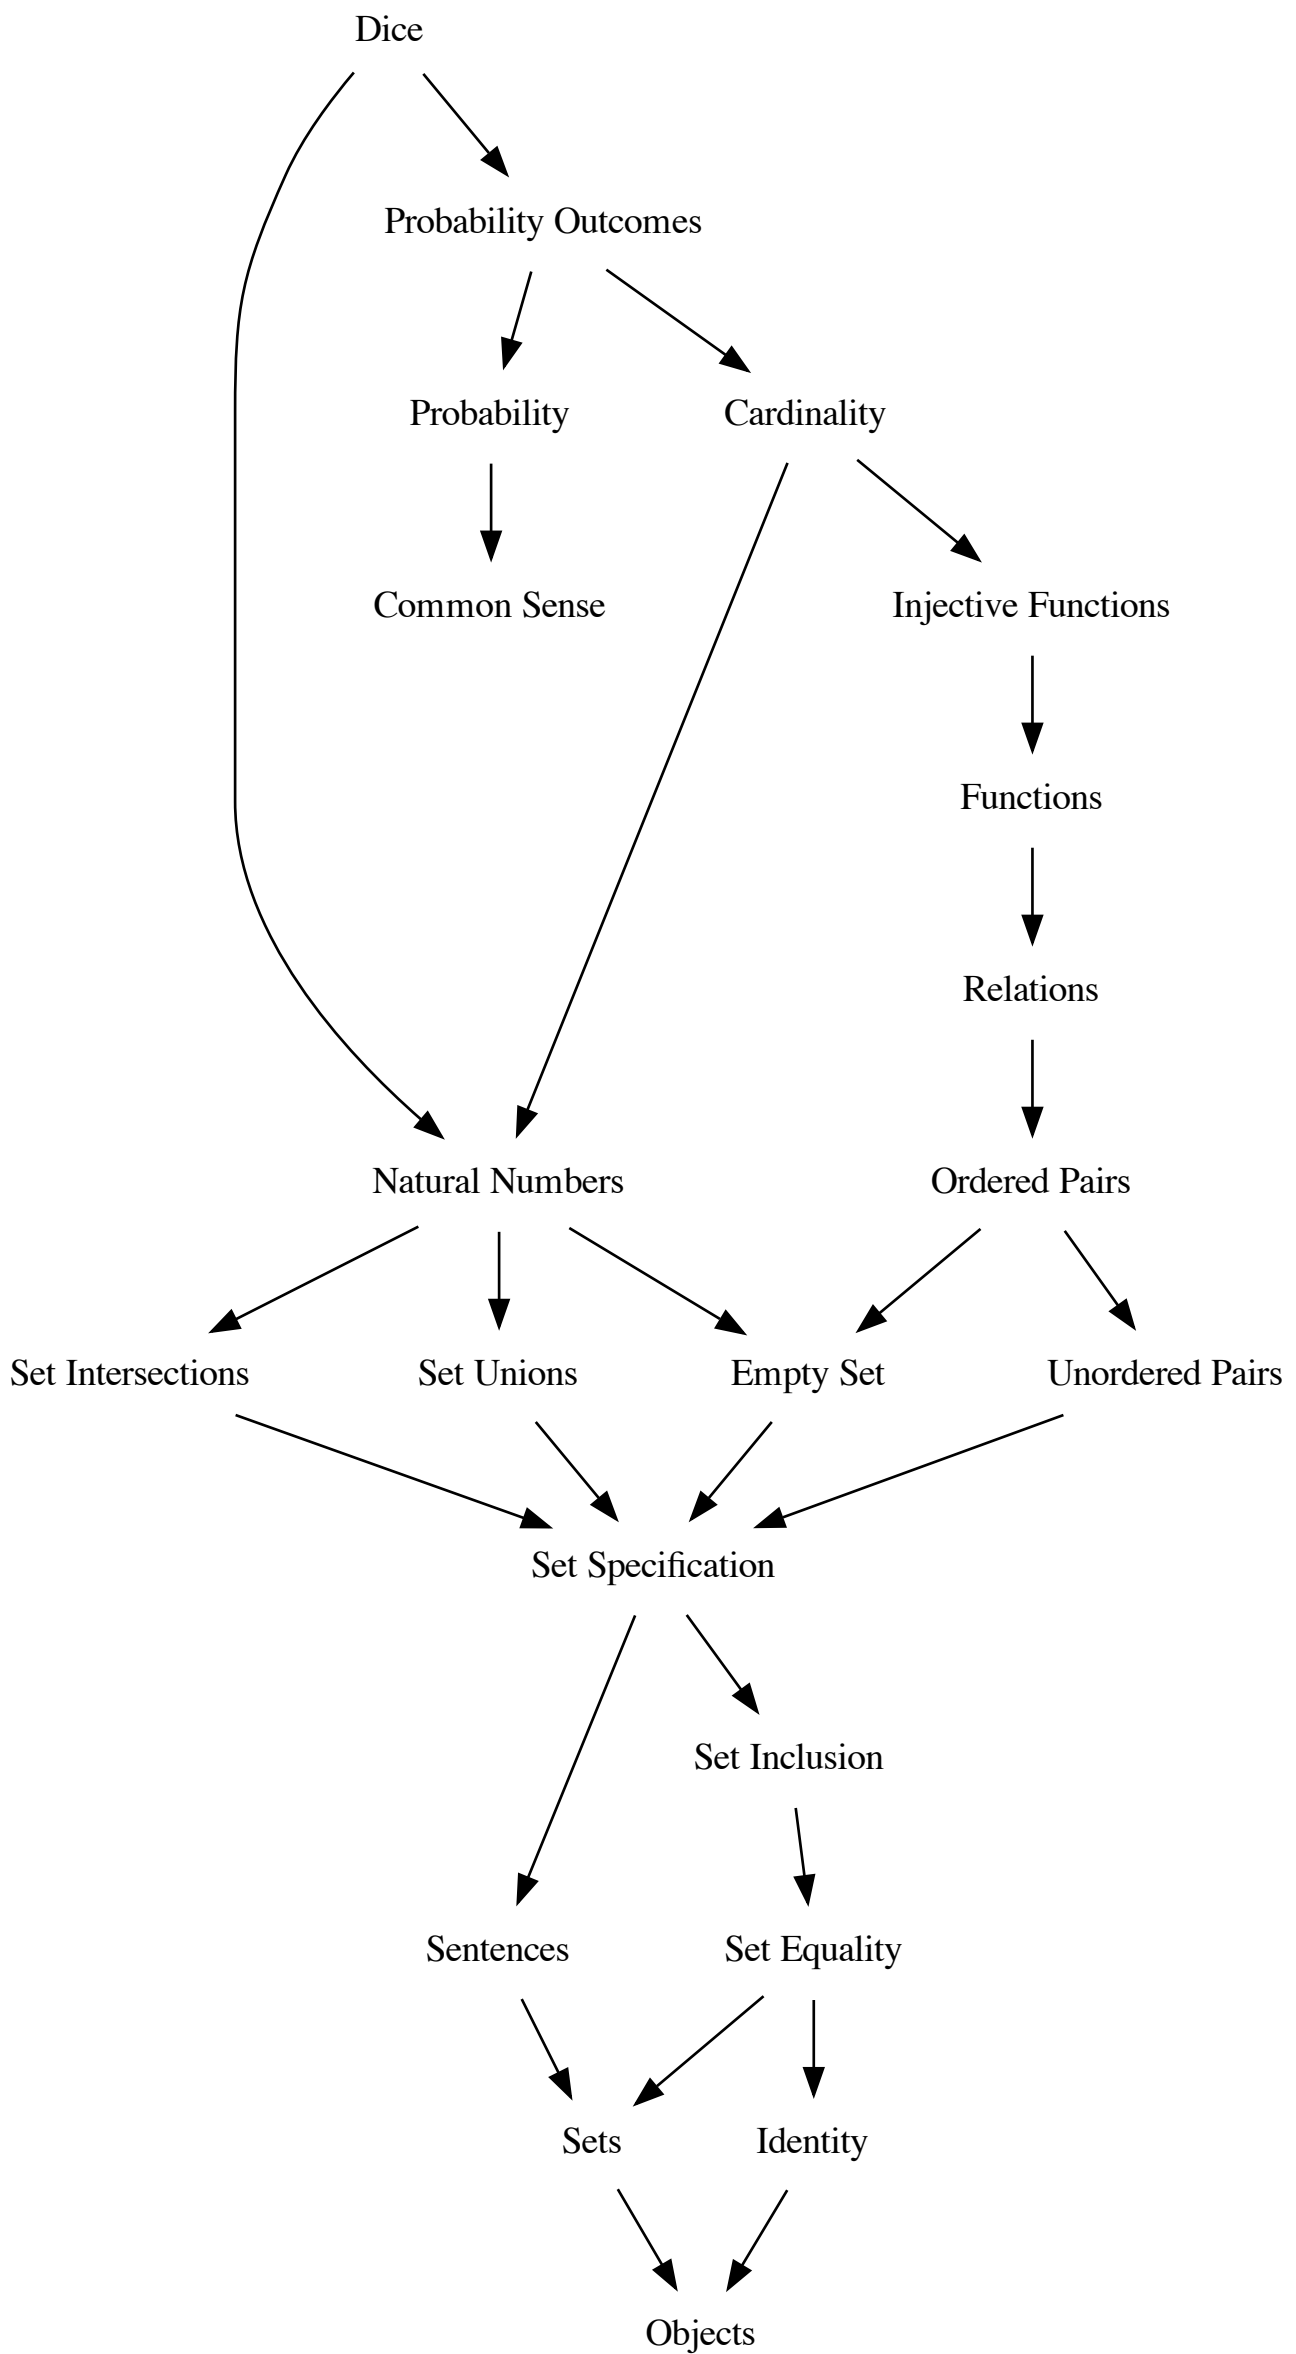 Dice
Probability Outcomes
Probability
Cardinality
Common Sense
Injective Functions
Functions
Relations
Natural Numbers
Ordered Pairs
Set Intersections
Set Unions
Empty Set
Unordered Pairs
Set Specification
Set Inclusion
Sentences
Set Equality
Sets
Identity
Objects